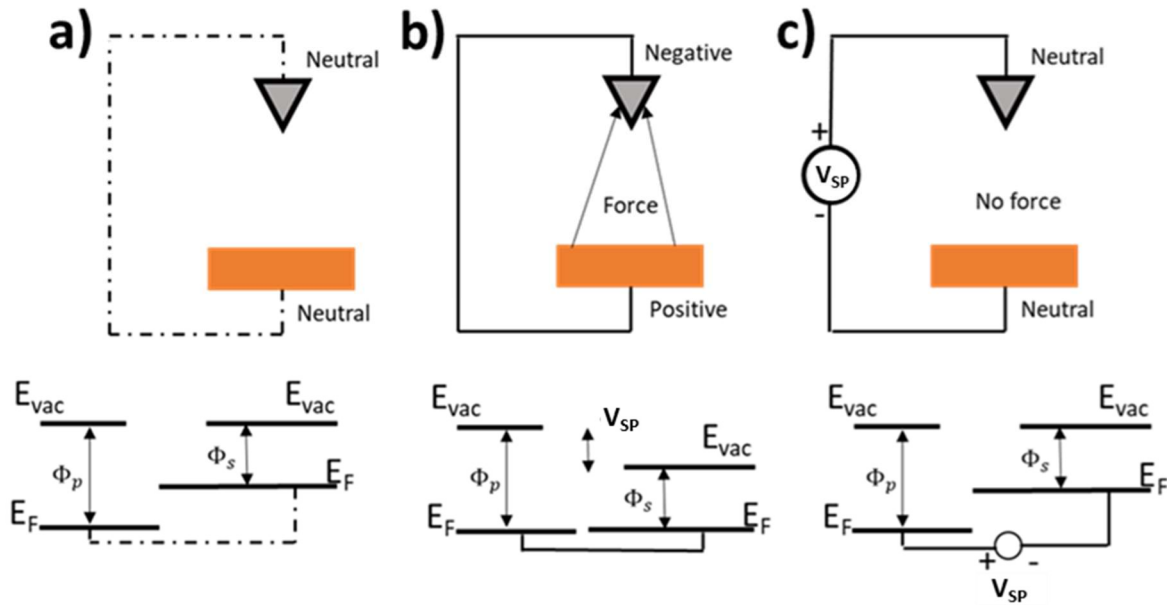 a)
Neutral
Neutral
b)
Negative
Force
Positive
c)
Neutral
+
V_SP
-
No force
Neutral
E_vac
E_vac
Φ_p
Φ_s
E_F
E_F
E_vac
V_SP
E_vac
Φ_p
Φ_s
E_F
E_F
E_vac
E_vac
Φ_p
Φ_s
E_F
E_F
+ -
V_SP